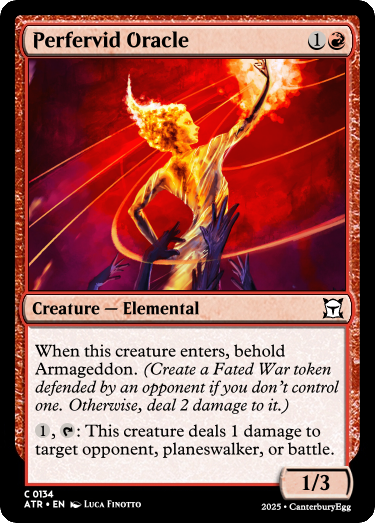 Perfervid Oracle 1
Creature — Elemental
When this creature enters, behold
Armageddon. (Create a Fated War token
defended by an opponent if you don't control
one. Otherwise, deal 2 damage to it.)
1, : This creature deals 1 damage to
target opponent, planeswalker, or battle.
1/3
C 0134
ATR • EN Luca Finotto
2025 • CanterburyEgg